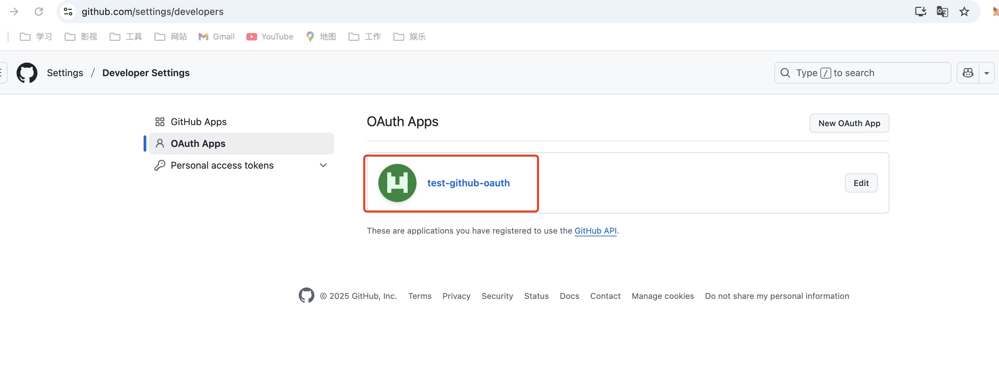 github.com/settings/developers
学习 影视 工具 网站 Gmail YouTube 地图 工作 娱乐
Settings / Developer Settings
Type / to search
GitHub Apps
OAuth Apps
Personal access tokens
OAuth Apps
New OAuth App
test-github-oauth
Edit
These are applications you have registered to use the GitHub API.
© 2025 GitHub, Inc. Terms Privacy Security Status Docs Contact Manage cookies Do not share my personal information